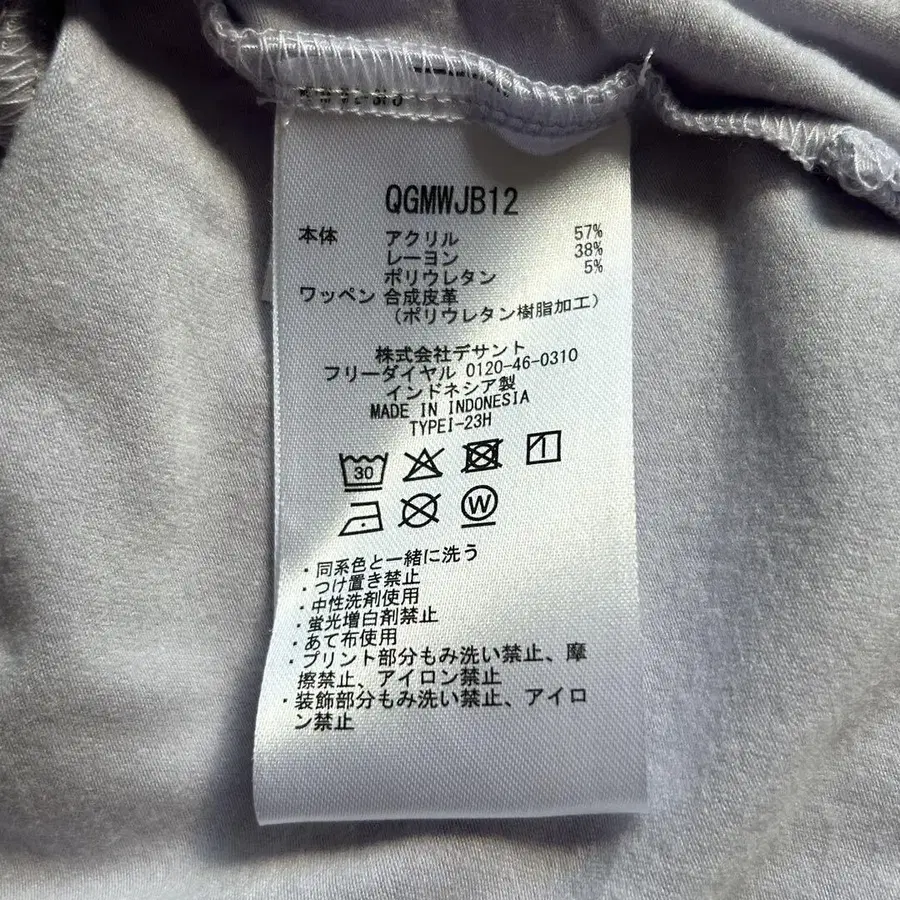 QGMWJB12
本体 アクリル 57%
レーヨン 38%
ポリウレタン 5%
ワッペン 合成皮革
(ポリウレタン樹脂加工)
株式会社デサント
フリーダイヤル 0120-46-0310
インドネシア製
MADE IN INDONESIA
TYPEI-23H
30
W
・同系色と一緒に洗う
・つけ置き禁止
・中性洗剤使用
・蛍光増白剤禁止
・あて布使用
・プリント部分もみ洗い禁止、摩
擦禁止、アイロン禁止
・装飾部分もみ洗い禁止、アイロ
ン禁止